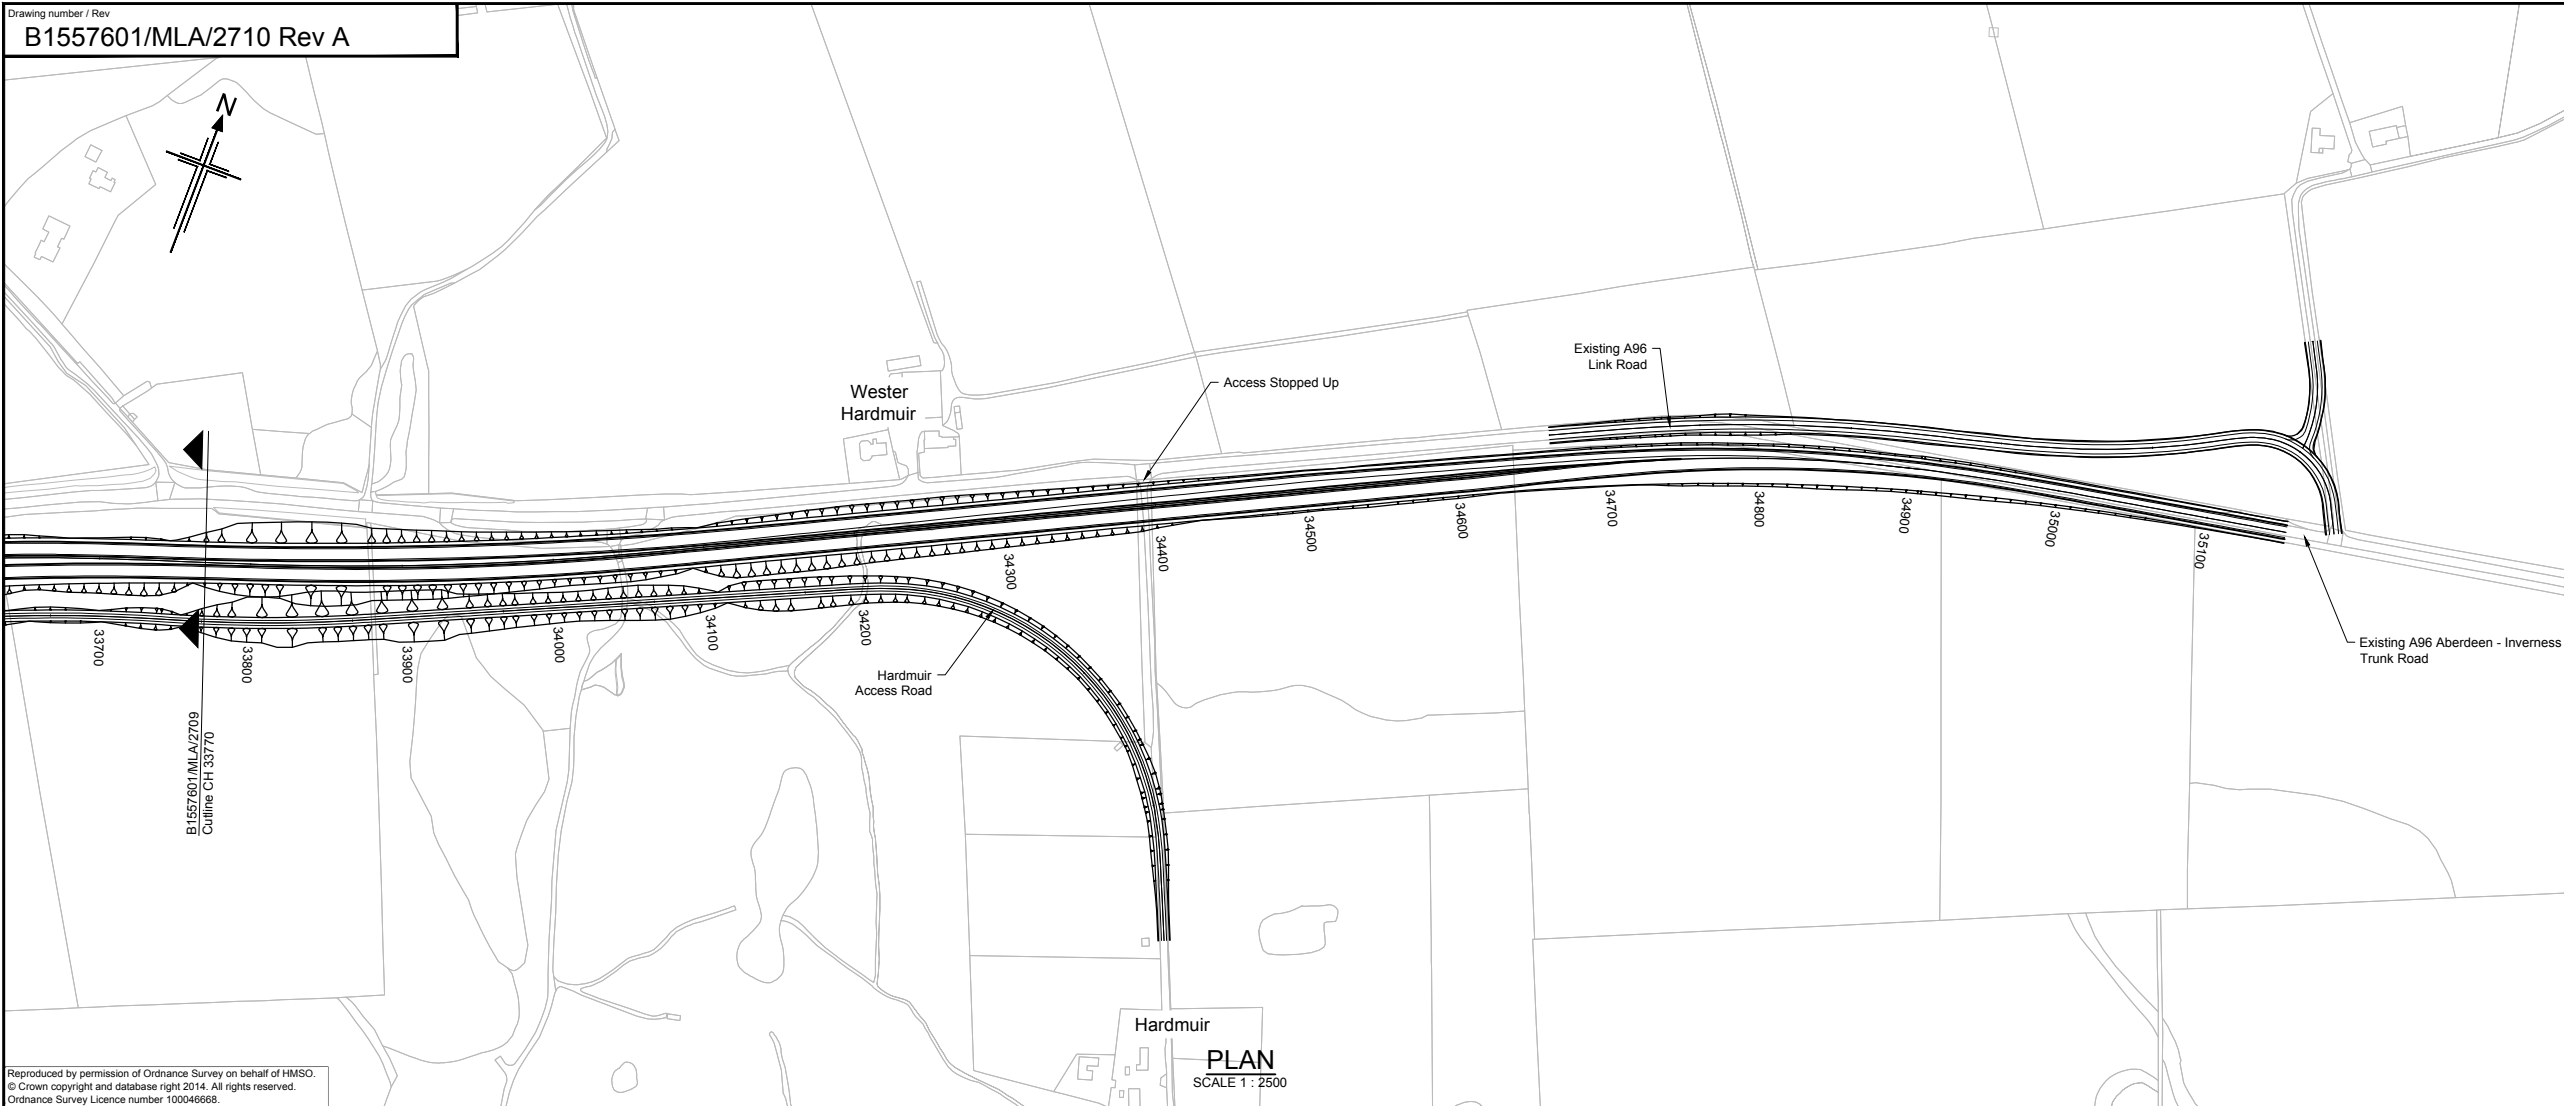 Drawing number / Rev
B1557601/MLA/2710 Rev A
N
Wester
Hardmuir
Access Stopped Up
Existing A96
Link Road
33700
33800
33900
34000
34100
34200
34300
34400
34500
34600
34700
34800
34900
35000
35100
Hardmuir
Access Road
Existing A96 Aberdeen - Inverness
Trunk Road
B1557601/MLA/2709
Cutline CH 33770
Hardmuir
PLAN
SCALE 1 : 2500
Reproduced by permission of Ordnance Survey on behalf of HMSO.
© Crown copyright and database right 2014. All rights reserved.
Ordnance Survey Licence number 100046668.